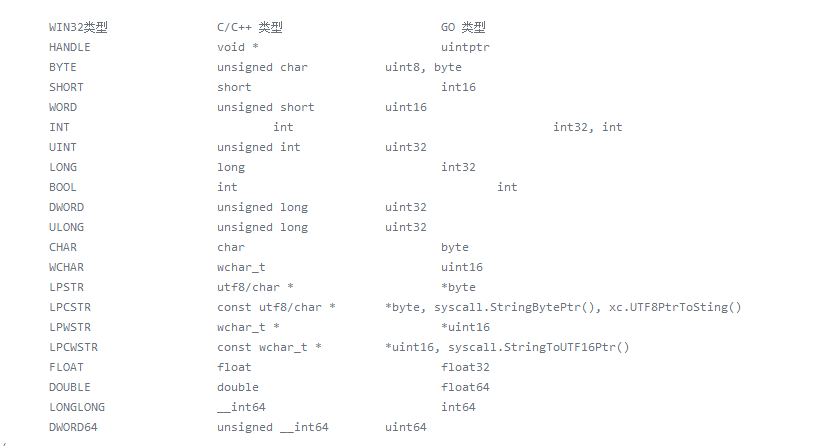 WIN32类型 C/C++ 类型 GO 类型
HANDLE void * uintptr
BYTE unsigned char uint8, byte
SHORT short int16
WORD unsigned short uint16
INT int int32, int
UINT unsigned int uint32
LONG long int32
BOOL int int
DWORD unsigned long uint32
ULONG unsigned long uint32
CHAR char byte
WCHAR wchar_t uint16
LPSTR utf8/char * *byte
LPCSTR const utf8/char * *byte, syscall.StringBytePtr(), xc.UTF8PtrToSting()
LPWSTR wchar_t * *uint16
LPCWSTR const wchar_t * *uint16, syscall.StringToUTF16Ptr()
FLOAT float float32
DOUBLE double float64
LONGLONG __int64 int64
DWORD64 unsigned __int64 uint64